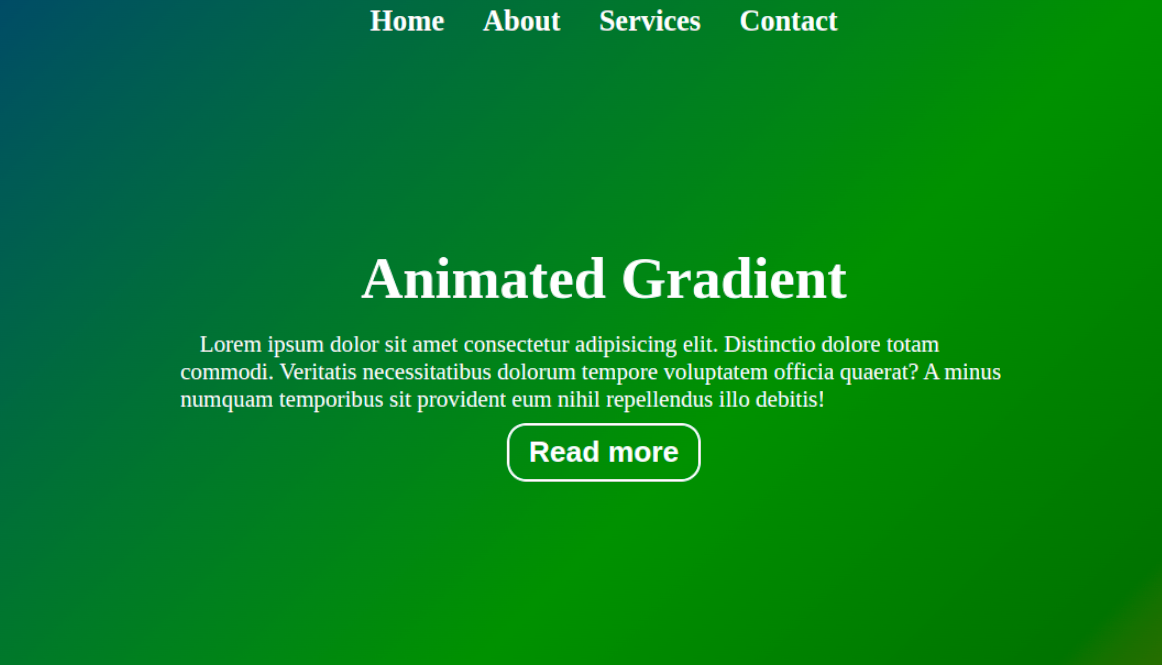 Home About Services Contact
Animated Gradient
Lorem ipsum dolor sit amet consectetur adipisicing elit. Distinctio dolore totam
commodi. Veritatis necessitatibus dolorum tempore voluptatem officia quaerat? A minus
numquam temporibus sit provident eum nihil repellendus illo debitis!
Read more